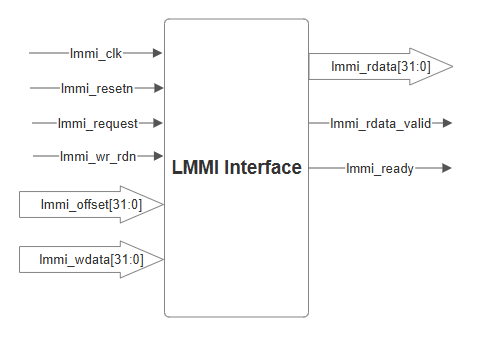 lmmi_clk
lmmi_resetn
lmmi_request
lmmi_wr_rdn
lmmi_offset[31:0]
lmmi_wdata[31:0]
LMMI Interface
lmmi_rdata[31:0]
lmmi_rdata_valid
lmmi_ready